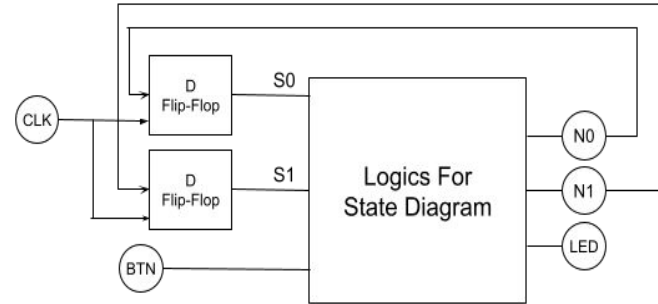 D
Flip-Flop
S0
CLK
N0
D
Flip-Flop
S1
Logics For
State Diagram
N1
LED
BTN